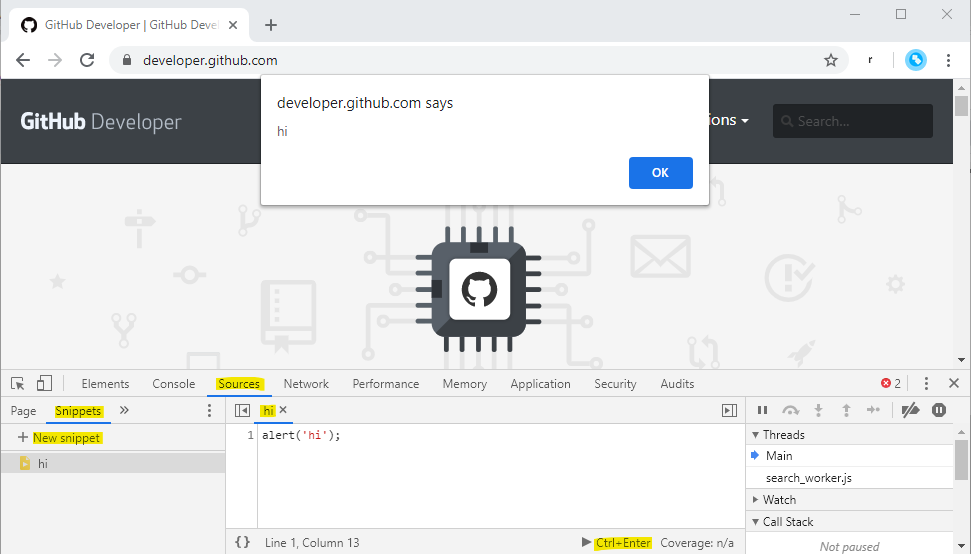 GitHub Developer | GitHub Devel
developer.github.com
r
developer.github.com says
hi
OK
GitHub Developer
ions
Search...
Elements Console Sources Network Performance Memory Application Security Audits 2
Page Snippets
New snippet
hi
hi
1 alert('hi');
{} Line 1, Column 13 Ctrl+Enter Coverage: n/a
Threads
Main
search_worker.js
Watch
Call Stack
Not paused